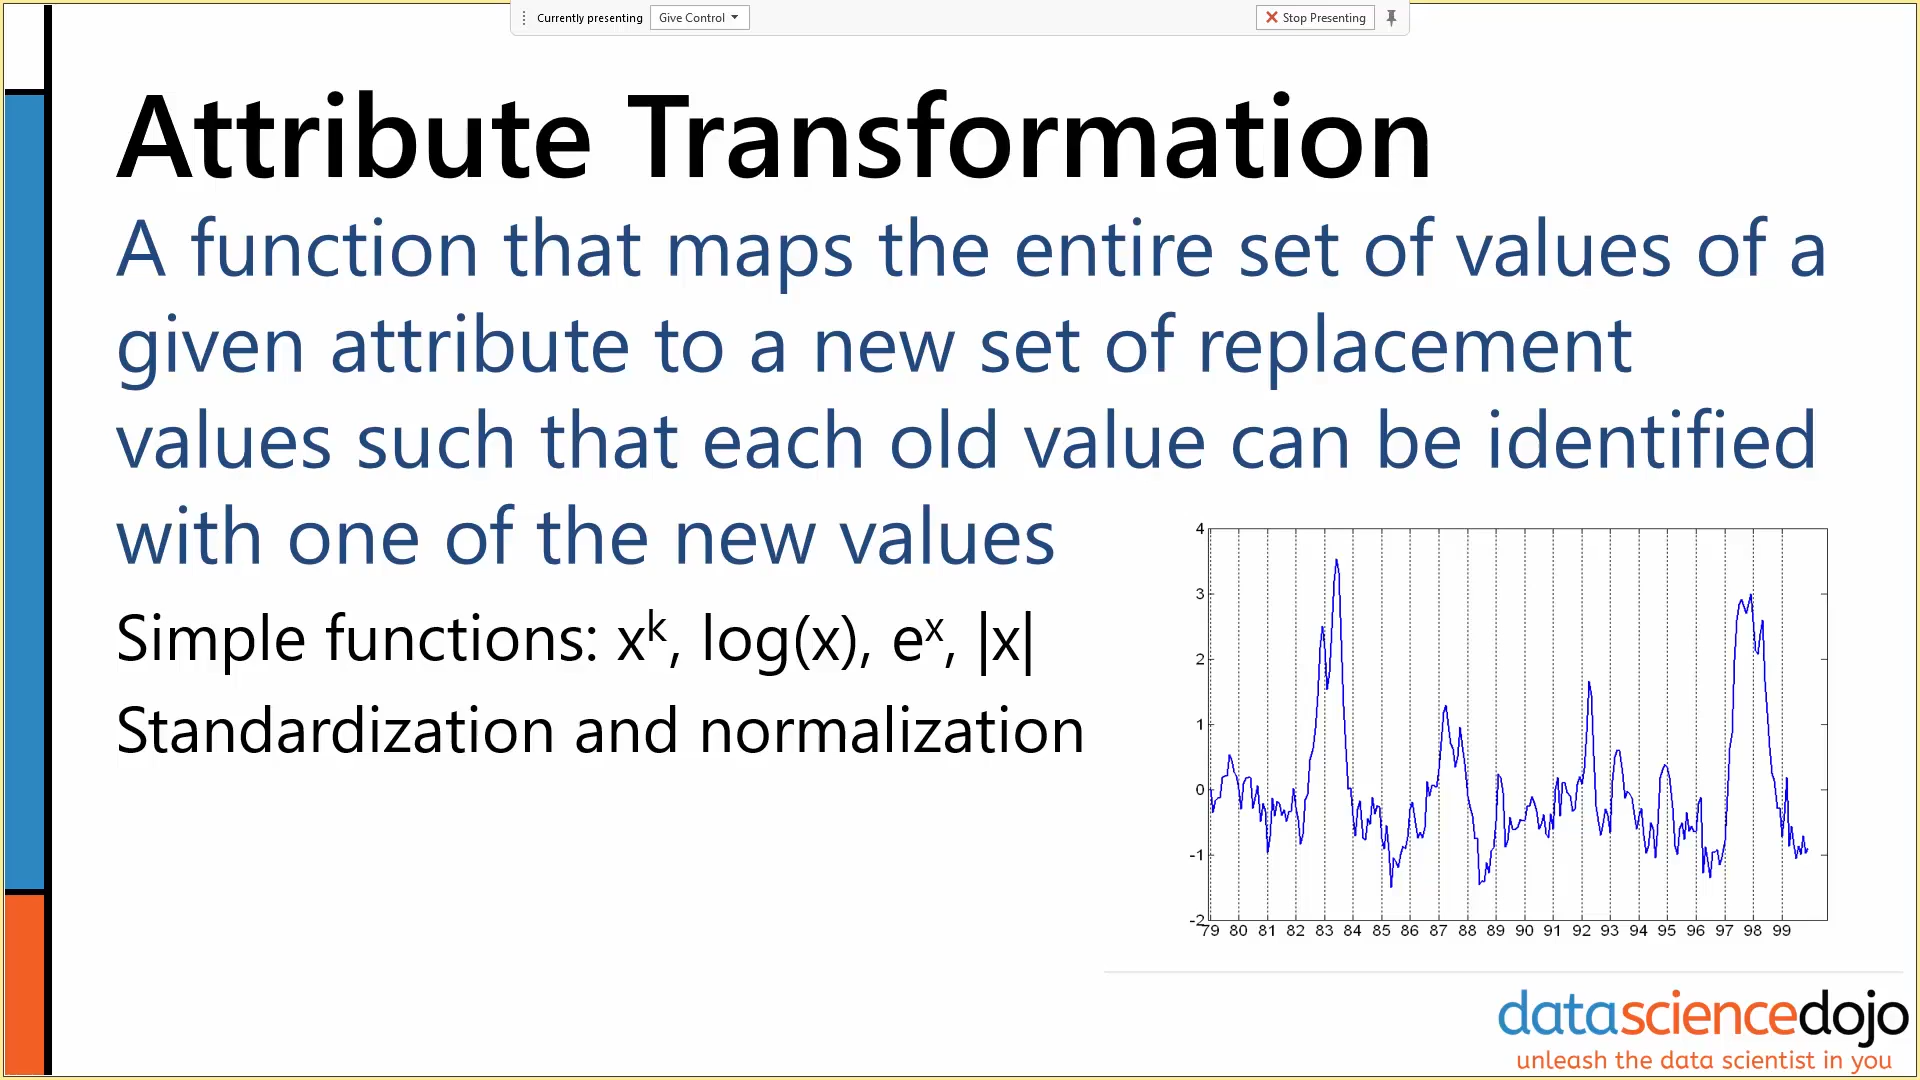 Currently presenting Give Control Stop Presenting
Attribute Transformation
A function that maps the entire set of values of a
given attribute to a new set of replacement
values such that each old value can be identified
with one of the new values
Simple functions: xᵏ, log(x), eˣ, |x|
Standardization and normalization
4
3
2
1
0
-1
-2
79 80 81 82 83 84 85 86 87 88 89 90 91 92 93 94 95 96 97 98 99
datasciencedojo
unleash the data scientist in you